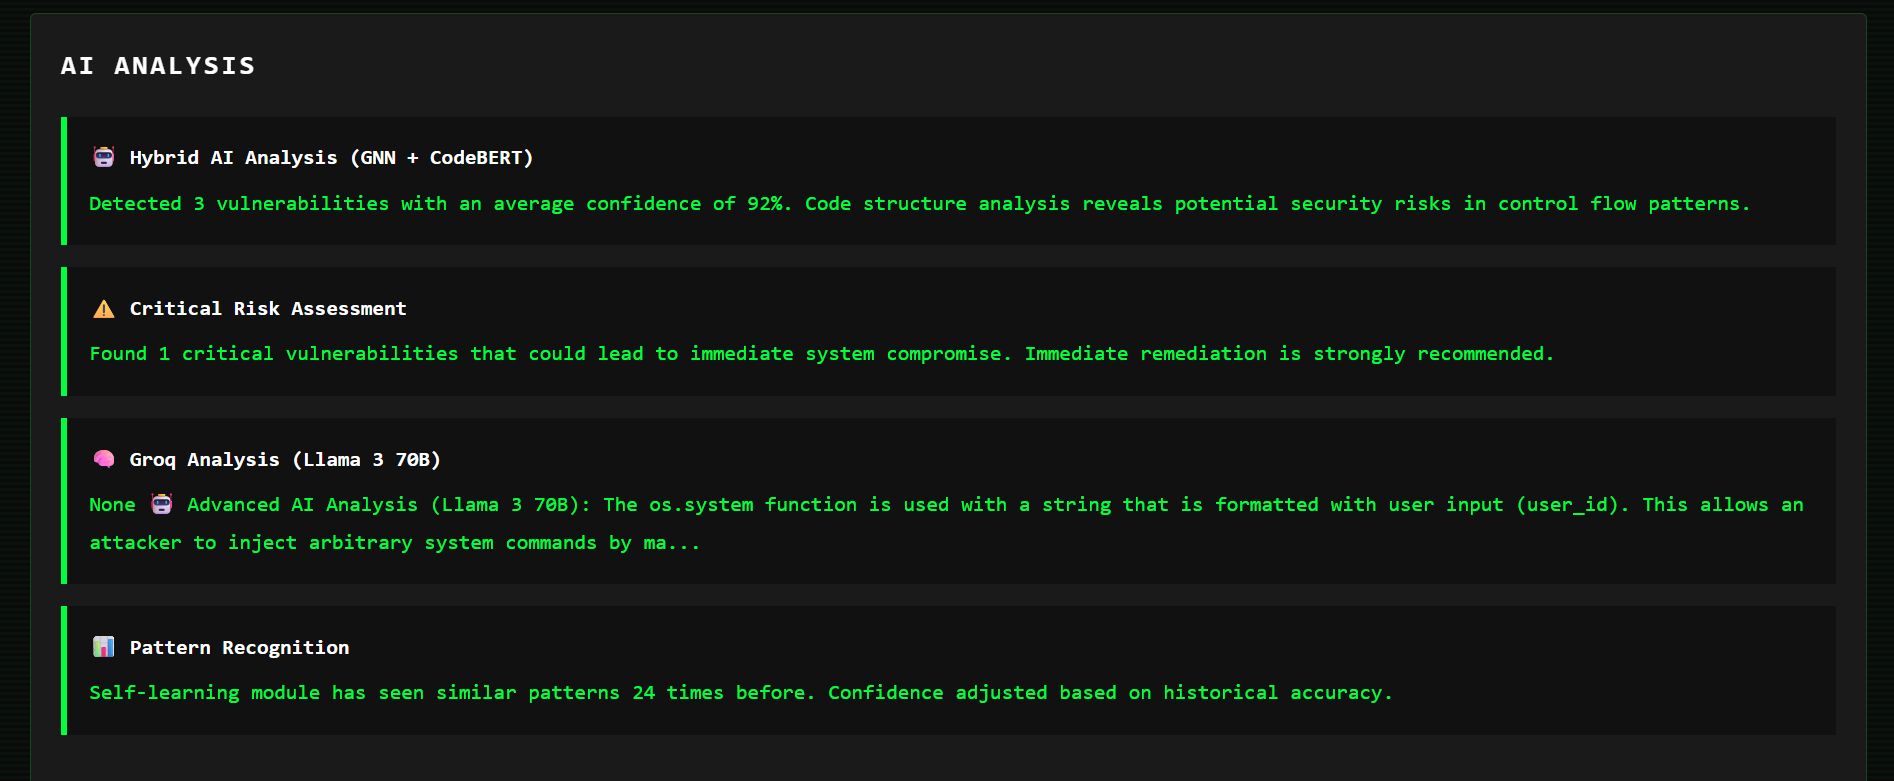 AI ANALYSIS
🤖 Hybrid AI Analysis (GNN + CodeBERT)
Detected 3 vulnerabilities with an average confidence of 92%. Code structure analysis reveals potential security risks in control flow patterns.
⚠️ Critical Risk Assessment
Found 1 critical vulnerabilities that could lead to immediate system compromise. Immediate remediation is strongly recommended.
🧠 Groq Analysis (Llama 3 70B)
None 🤖 Advanced AI Analysis (Llama 3 70B): The os.system function is used with a string that is formatted with user input (user_id). This allows an
attacker to inject arbitrary system commands by ma...
📊 Pattern Recognition
Self-learning module has seen similar patterns 24 times before. Confidence adjusted based on historical accuracy.